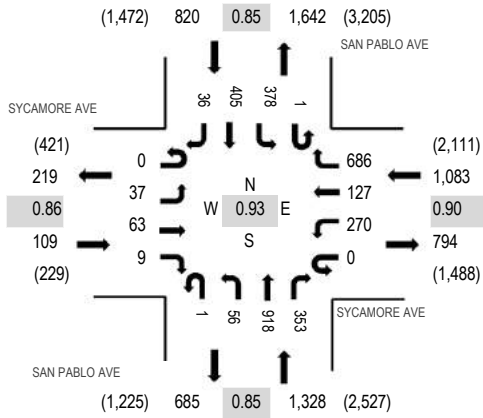 (1,472) 820 0.85 1,642 (3,205)
SAN PABLO AVE
36 405 378 1
SYCAMORE AVE
(421) (2,111)
0 686
219 1,083
37 N 127
0.86 W 0.93 E 0.90
63 270
109 S 794
9 0
(229) (1,488)
1 56 918 353
SYCAMORE AVE
SAN PABLO AVE
(1,225) 685 0.85 1,328 (2,527)